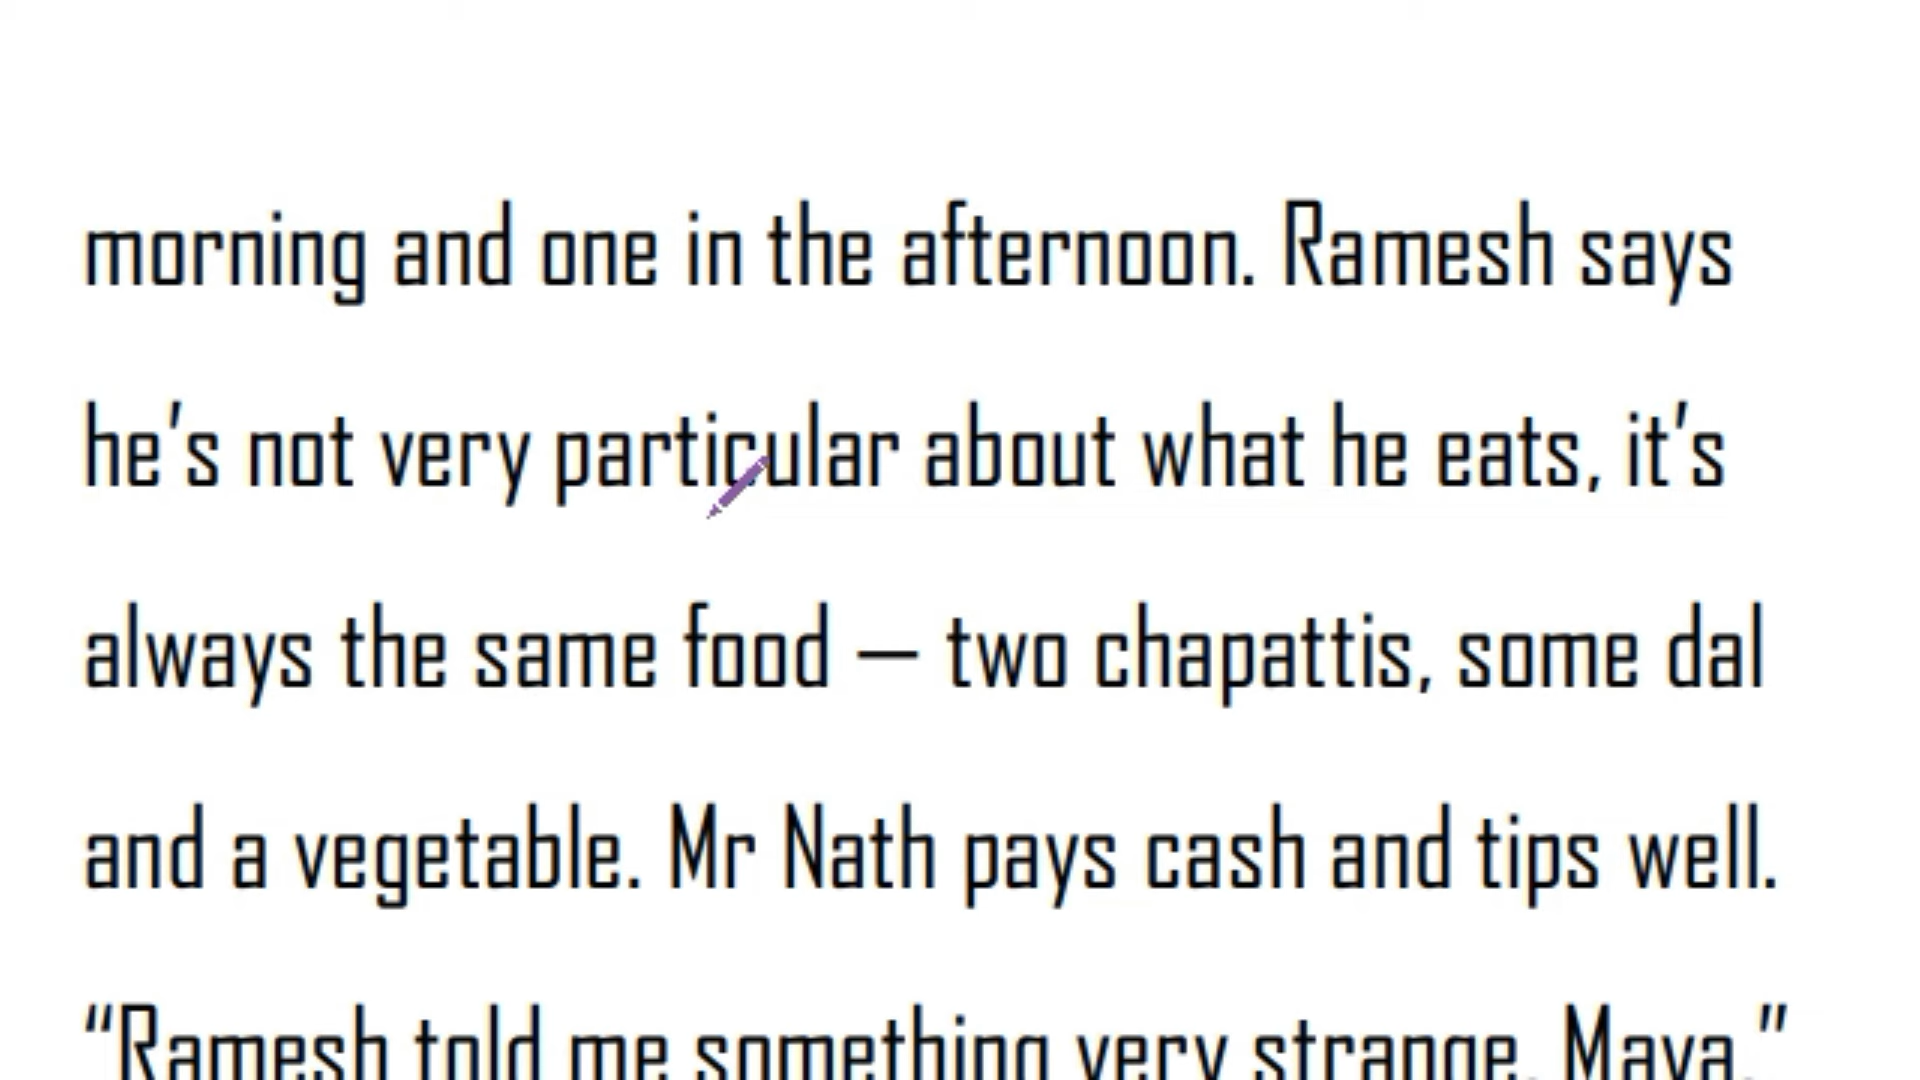 morning and one in the afternoon. Ramesh says
he’s not very particular about what he eats, it’s
always the same food — two chapattis, some dal
and a vegetable. Mr Nath pays cash and tips well.
“Ramesh told me something very strange, Maya,”